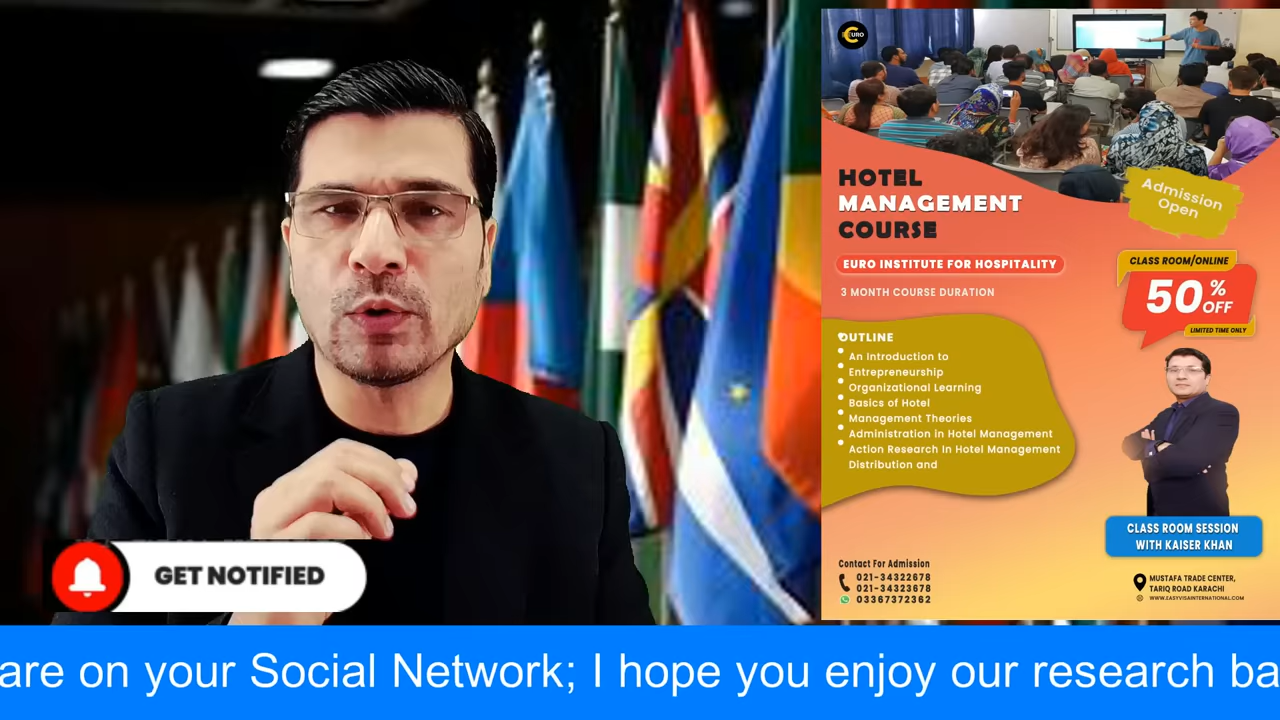 EURO
HOTEL
MANAGEMENT
COURSE
EURO INSTITUTE FOR HOSPITALITY
3 MONTH COURSE DURATION
Admission
Open
CLASS ROOM/ONLINE
50%
OFF
LIMITED TIME ONLY
OUTLINE
An Introduction to
Entrepreneurship
Organizational Learning
Basics of Hotel
Management Theories
Administration in Hotel Management
Action Research In Hotel Management
Distribution and
CLASS ROOM SESSION
WITH KAISER KHAN
Contact For Admission
021-34322678
021-34323678
03367372362
MUSTAFA TRADE CENTER,
TARIQ ROAD KARACHI
WWW.EASYVISAINTERNATIONAL.COM
GET NOTIFIED
are on your Social Network; I hope you enjoy our research ba